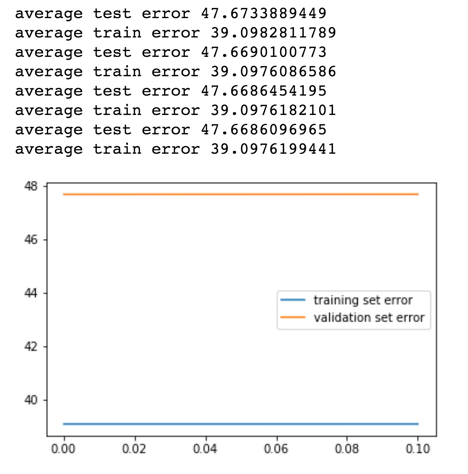 average test error 47.6733889449
average train error 39.0982811789
average test error 47.6690100773
average train error 39.0976086586
average test error 47.6686454195
average train error 39.0976182101
average test error 47.6686096965
average train error 39.0976199441
48
46
44
42
40
training set error
validation set error
0.00 0.02 0.04 0.06 0.08 0.10